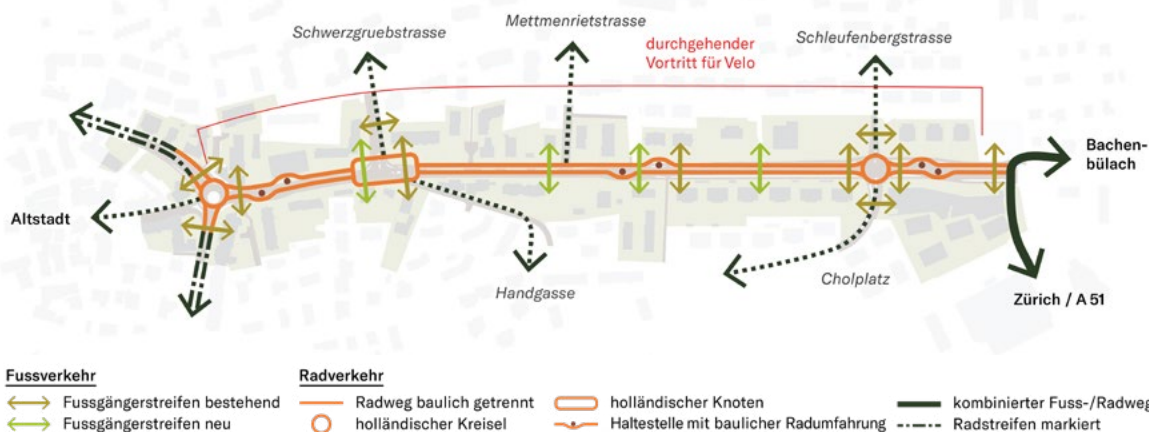 Mettmenrietstrasse
Schwerzgruebstrasse
Schleufenbergstrasse
durchgehender
Vortritt für Velo
Bachen-
bülach
Altstadt
Handgasse
Cholplatz
Zürich / A 51
Fussverkehr
Fussgängerstreifen bestehend
Fussgängerstreifen neu
Radverkehr
Radweg baulich getrennt
holländischer Kreisel
holländischer Knoten
Haltestelle mit baulicher Radumfahrung
kombinierter Fuss-/Radweg
Radstreifen markiert